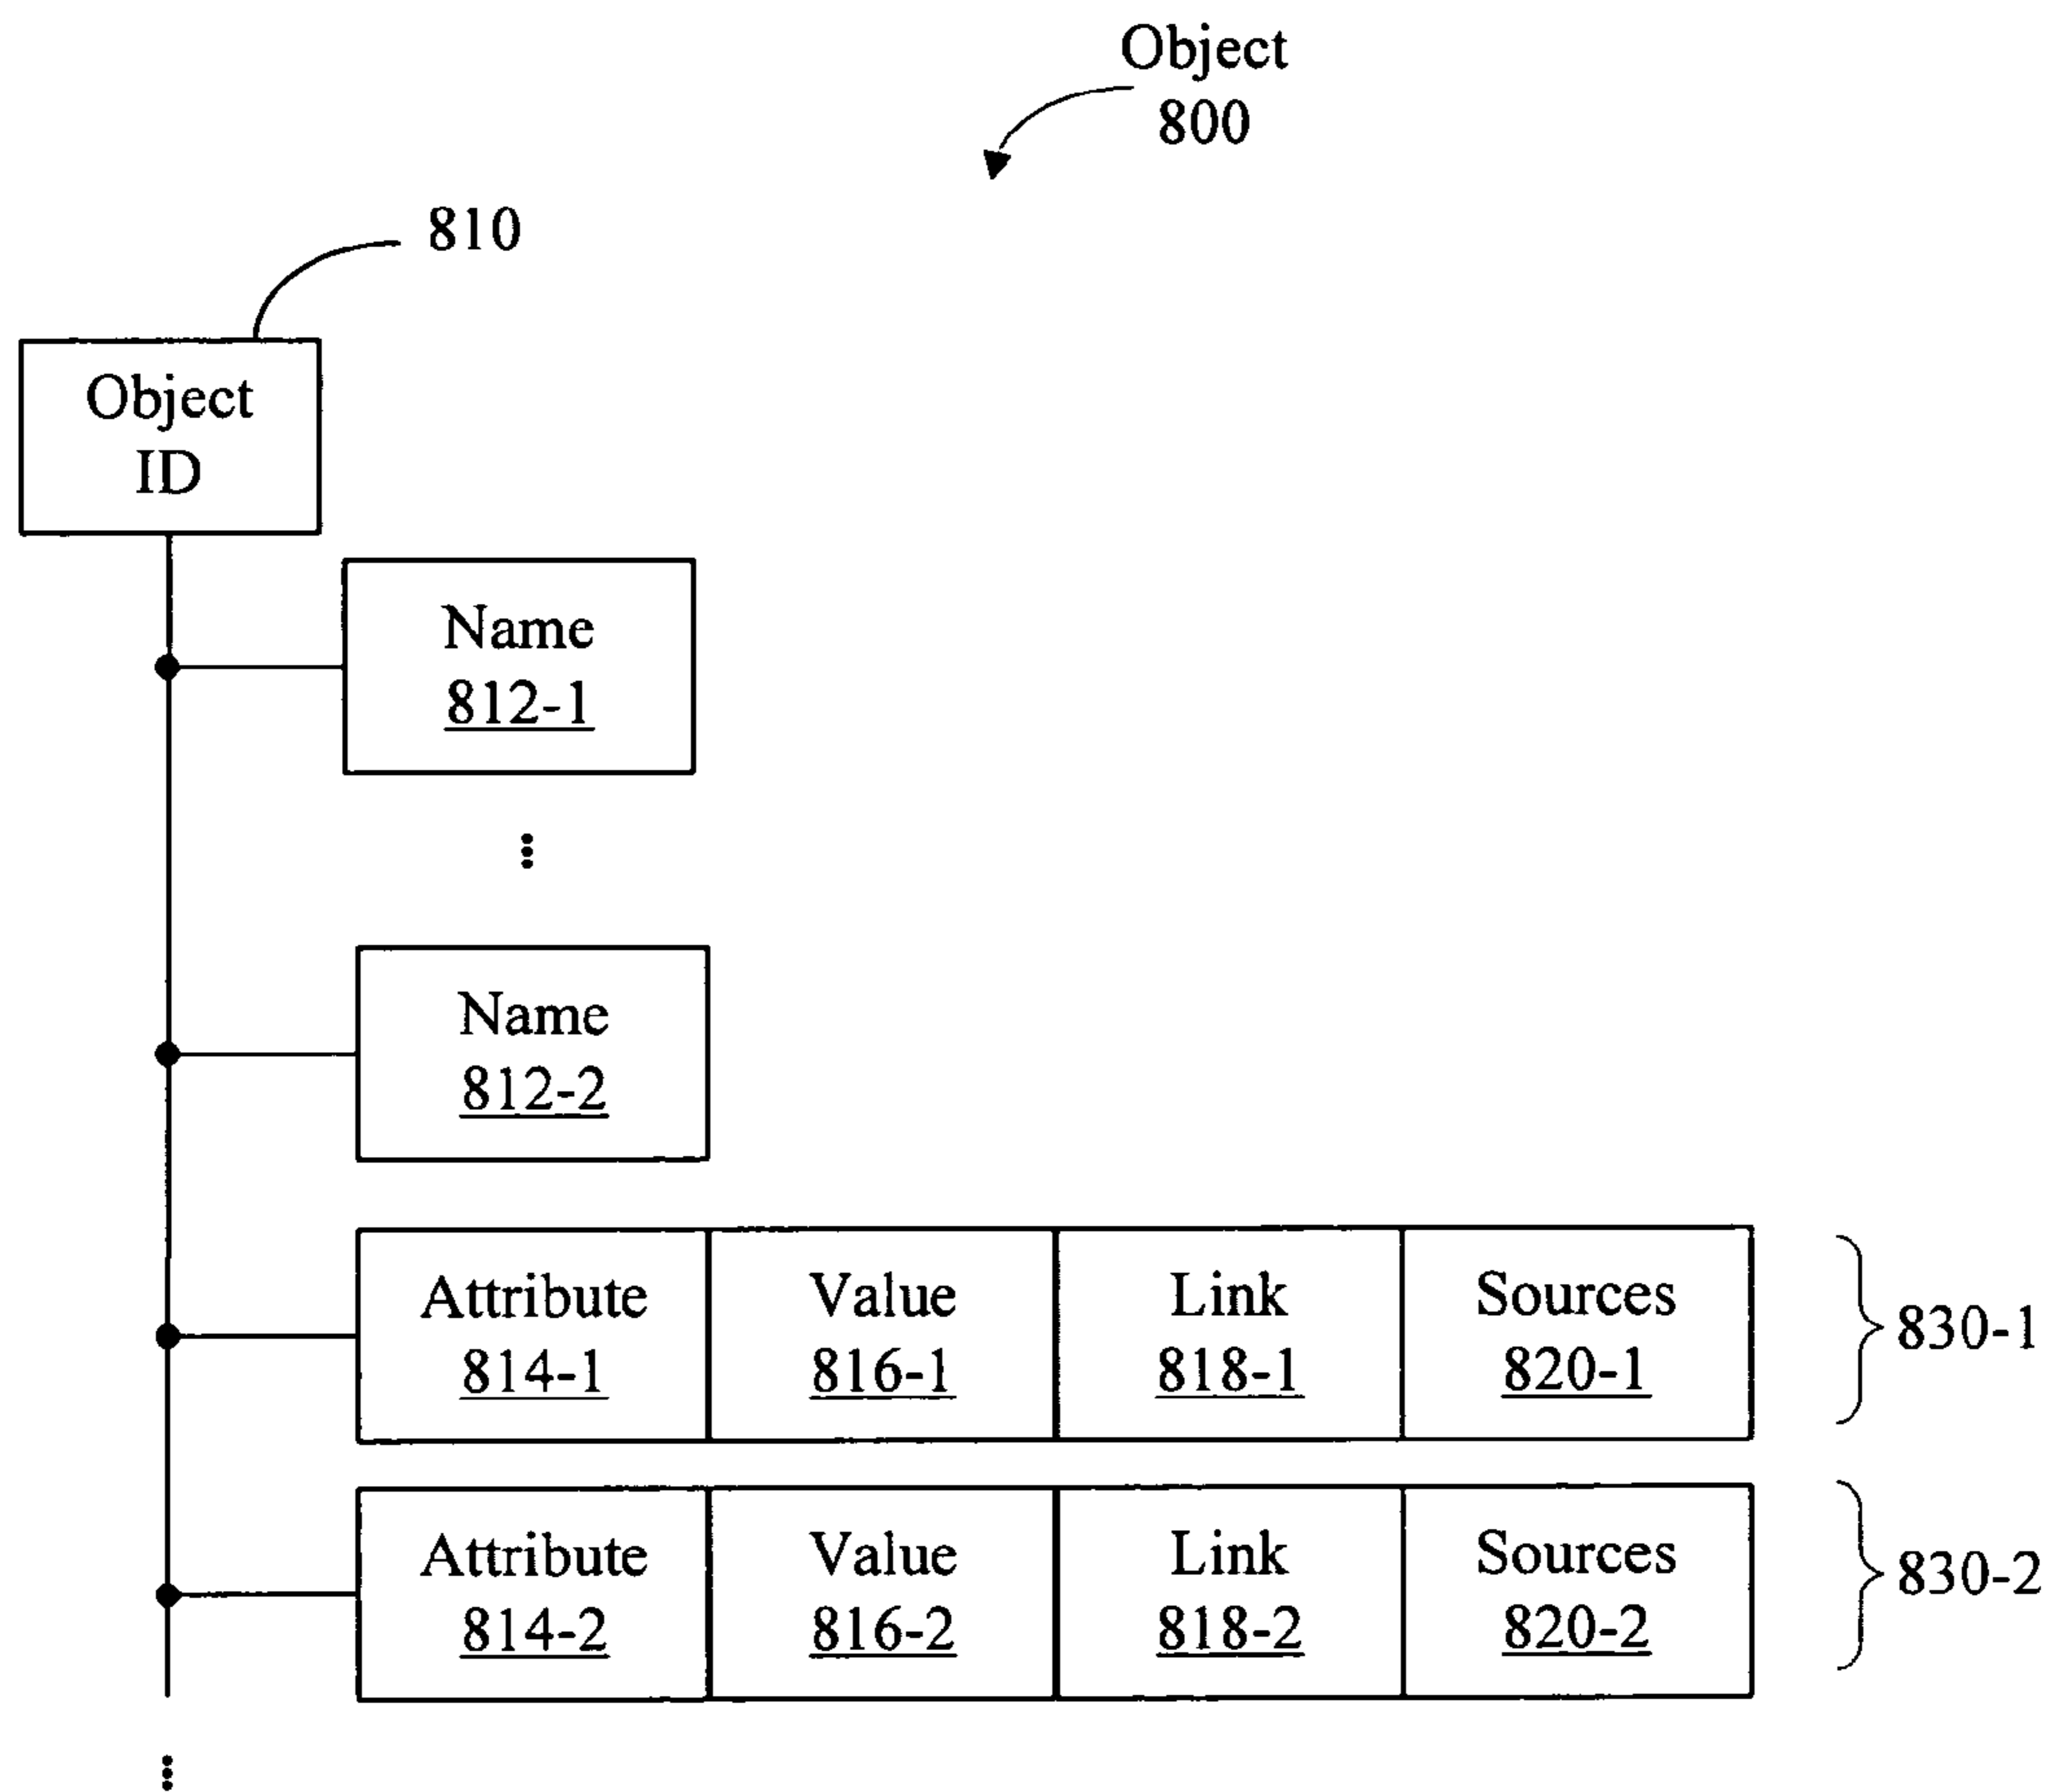 Object
800
810
Object
ID
Name
812-1
Name
812-2
Attribute Value Link Sources
814-1 816-1 818-1 820-1
830-1
Attribute Value Link Sources
814-2 816-2 818-2 820-2
830-2